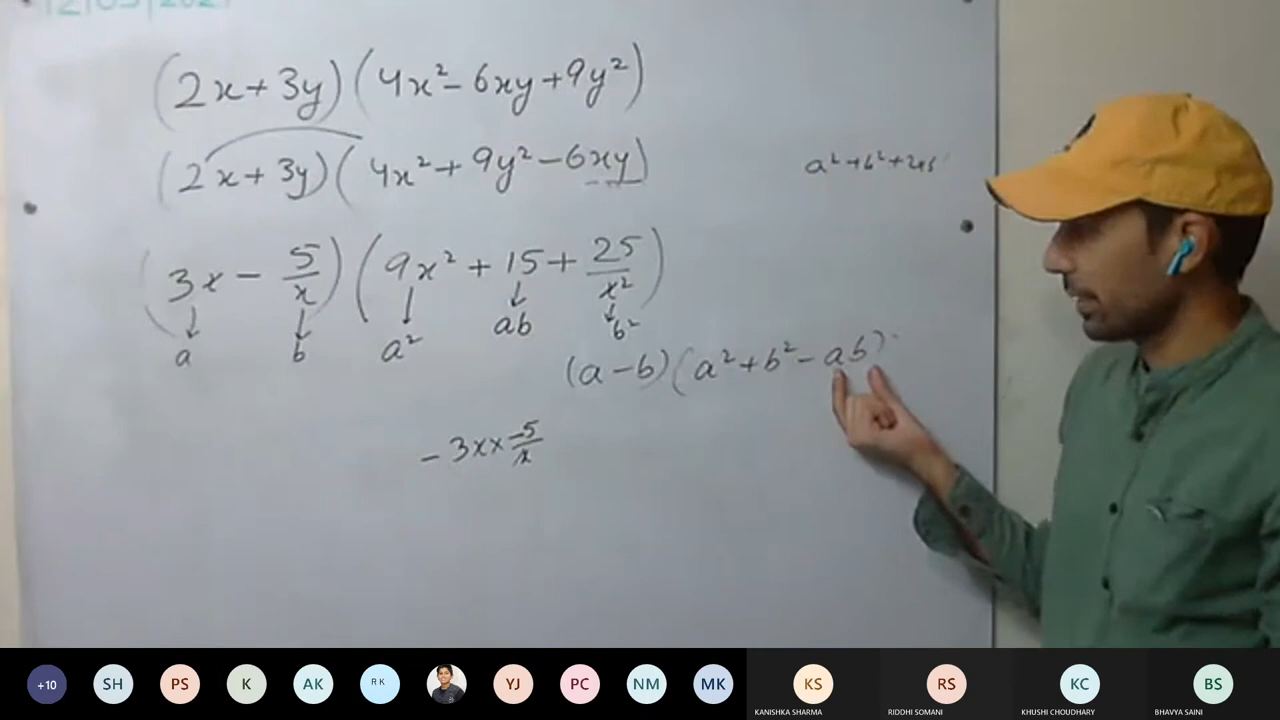 (2x+3y)(4x²-6xy+9y²)
(2x+3y)(4x²+9y²-6xy)
a²+b²+2ab
(3x-5/x)(9x²+15+25/x²)
a b a² ab b²
(a-b)(a²+b²-ab)
-3x×-5/x
+10 SH PS K AK RK YJ PC NM MK KS RS KC BS
KANISHKA SHARMA RIDDHI SOMANI KHUSHI CHOUDHARY BHAVYA SAINI